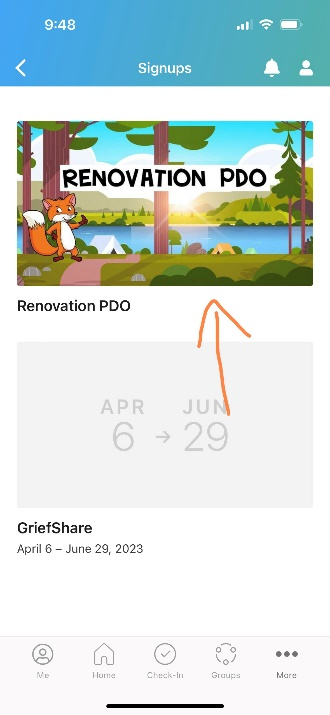 9:48
Signups
RENOVATION PDO
Renovation PDO
APR JUN
6 → 29
GriefShare
April 6 – June 29, 2023
Me Home Check-In Groups More